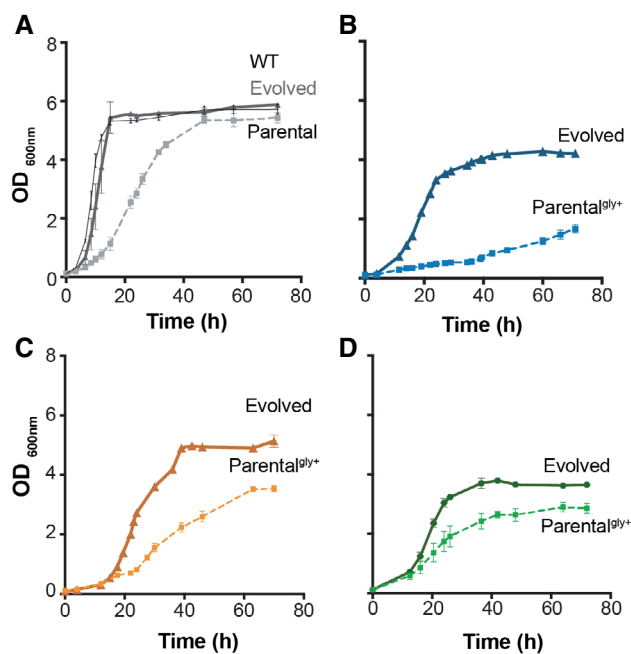 A
8
6
4
2
0
OD 600nm
WT
Evolved
Parental
0 20 40 60 80
Time (h)
B
Evolved
Parentalgly+
0 20 40 60 80
Time (h)
C
8
6
4
2
0
OD 600nm
Evolved
Parentalgly+
0 20 40 60 80
Time (h)
D
Evolved
Parentalgly+
0 20 40 60 80
Time (h)